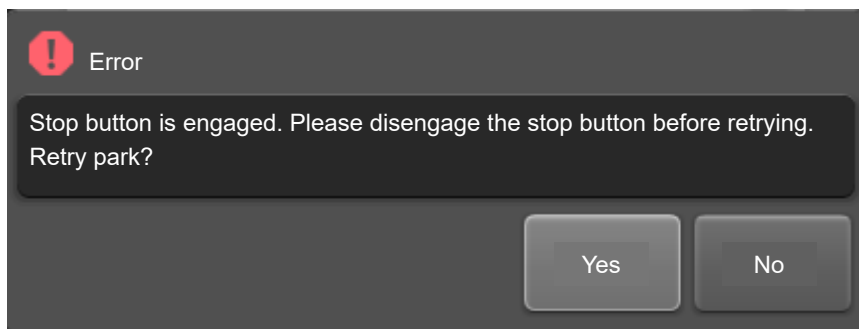 Error
Stop button is engaged. Please disengage the stop button before retrying.
Retry park?
Yes
No